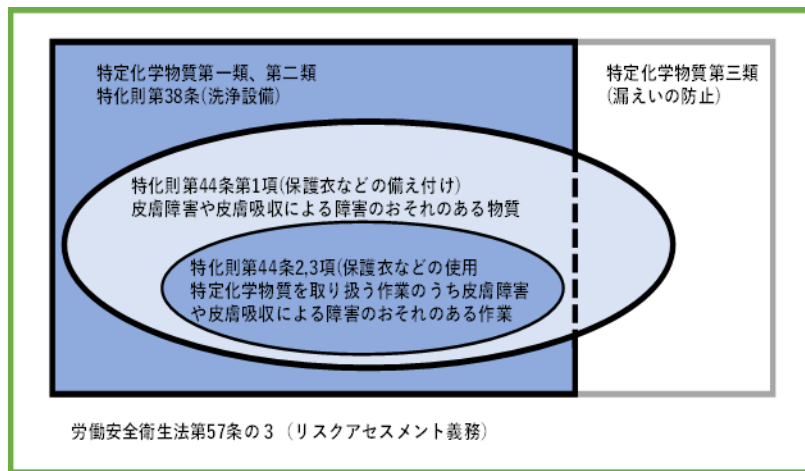 特定化学物質第一類、第二類
特化則第38条(洗浄設備)
特定化学物質第三類
(漏えいの防止)
特化則第44条第1項(保護衣などの備え付け)
皮膚障害や皮膚吸収による障害のおそれのある物質
特化則第44条2,3項(保護衣などの使用
特定化学物質を取り扱う作業のうち皮膚障害
や皮膚吸収による障害のおそれのある作業
労働安全衛生法第57条の３（リスクアセスメント義務）